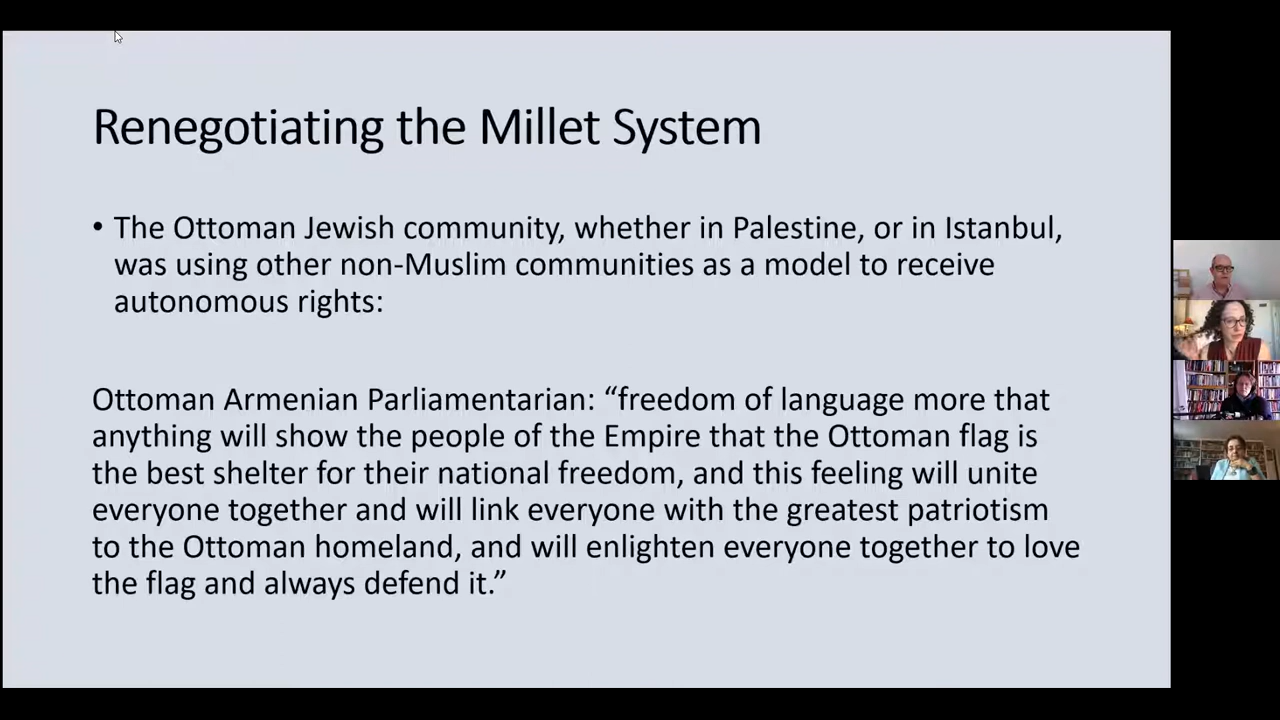 Renegotiating the Millet System
• The Ottoman Jewish community, whether in Palestine, or in Istanbul,
was using other non-Muslim communities as a model to receive
autonomous rights:
Ottoman Armenian Parliamentarian: “freedom of language more that
anything will show the people of the Empire that the Ottoman flag is
the best shelter for their national freedom, and this feeling will unite
everyone together and will link everyone with the greatest patriotism
to the Ottoman homeland, and will enlighten everyone together to love
the flag and always defend it.”